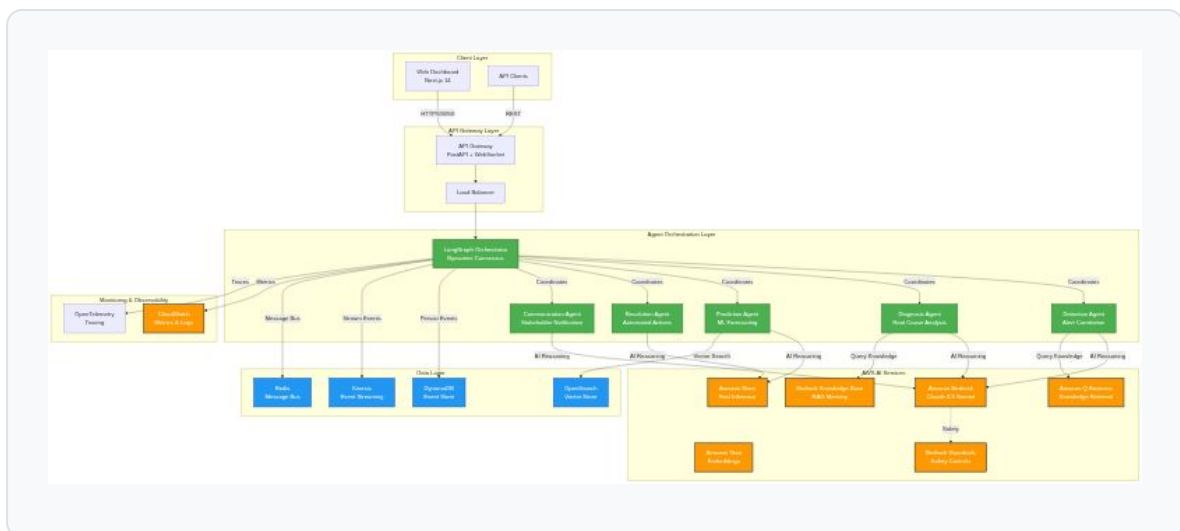 Client Layer
Web Dashboard
Next.js 14
API Clients
REST
API Gateway Layer
API Gateway
FastAPI + WebSocket
Load Balancer
Agent Orchestration Layer
LangGraph Orchestrator
Byzantine Consensus
Traces
Metrics
Message Bus
Stream Events
Persist Events
Coordinates
Coordinates
Coordinates
Coordinates
Coordinates
Monitoring & Observability
OpenTelemetry
Tracing
CloudWatch
Metrics & Logs
Communication Agent
Stakeholder Notification
Resolution Agent
Automated Actions
Prediction Agent
ML Forecasting
Diagnosis Agent
Root Cause Analysis
Detection Agent
Alert Correlation
AI Reasoning
AI Reasoning
Vector Search
AI Reasoning
Query Knowledge
AI Reasoning
Query Knowledge
AI Reasoning
Data Layer
Redis
Message Bus
Kinesis
Event Streaming
DynamoDB
Event Store
OpenSearch
Vector Store
AWS AI Services
Amazon Nova
Fast Inference
Bedrock Knowledge Base
RAG Memory
Amazon Bedrock
Claude 3.5 Sonnet
Amazon Q Business
Knowledge Retrieval
Safety
Amazon Titan
Embeddings
Bedrock Guardrails
Safety Controls